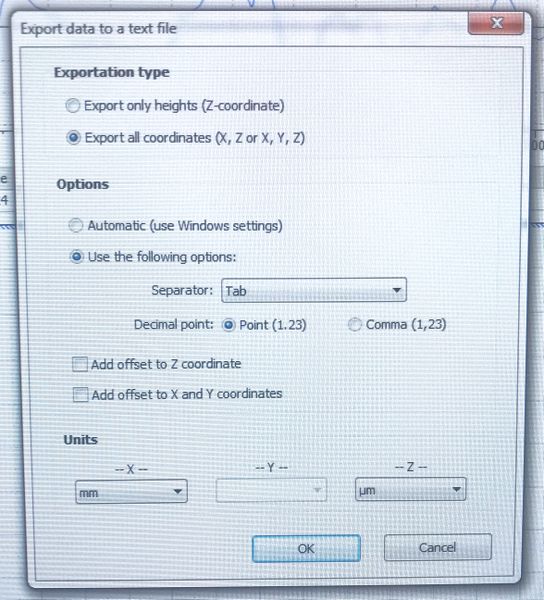 Export data to a text file
X
Exportation type
Export only heights (Z-coordinate)
Export all coordinates (X, Z or X, Y, Z)
Options
Automatic (use Windows settings)
Use the following options:
Separator: Tab
Decimal point: Point (1.23) Comma (1,23)
Add offset to Z coordinate
Add offset to X and Y coordinates
Units
-- X -- -- Y -- -- Z --
mm µm
OK Cancel